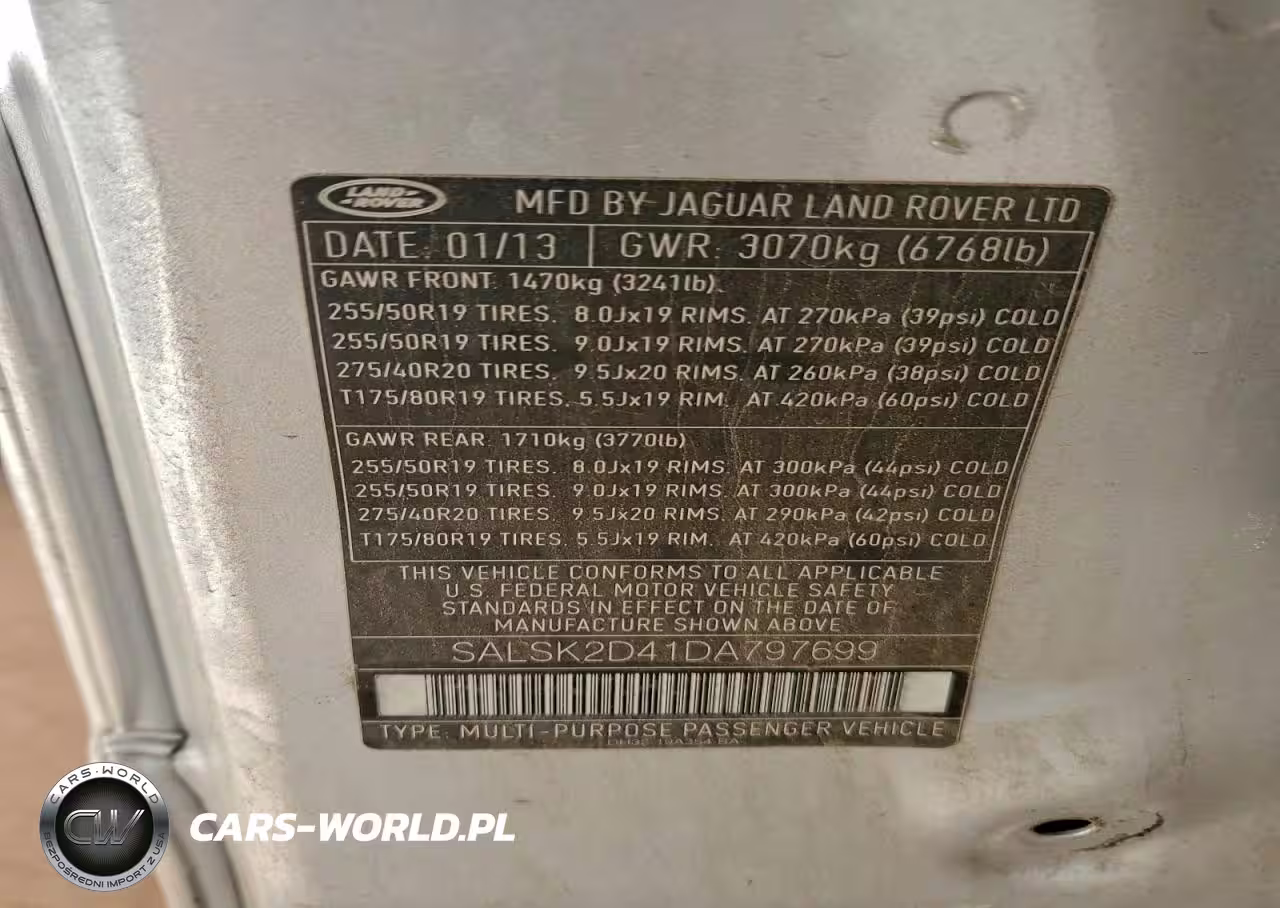 LAND-
-ROVER
MFD BY JAGUAR LAND ROVER LTD
DATE: 01/13 GWR: 3070kg (6768lb)
GAWR FRONT: 1470kg (3241lb).
255/50R19 TIRES. 8.0Jx19 RIMS. AT 270kPa (39psi) COLD
255/50R19 TIRES. 9.0Jx19 RIMS. AT 270kPa (39psi) COLD
275/40R20 TIRES. 9.5Jx20 RIMS. AT 260kPa (38psi) COLD
T175/80R19 TIRES. 5.5Jx19 RIM. AT 420kPa (60psi) COLD
GAWR REAR: 1710kg (3770lb)
255/50R19 TIRES. 8.0Jx19 RIMS. AT 300kPa (44psi) COLD
255/50R19 TIRES. 9.0Jx19 RIMS. AT 300kPa (44psi) COLD
275/40R20 TIRES. 9.5Jx20 RIMS. AT 290kPa (42psi) COLD
T175/80R19 TIRES. 5.5Jx19 RIM. AT 420kPa (60psi) COLD
THIS VEHICLE CONFORMS TO ALL APPLICABLE
U.S. FEDERAL MOTOR VEHICLE SAFETY
STANDARDS IN EFFECT ON THE DATE OF
MANUFACTURE SHOWN ABOVE
SALSK2D41DA797699
TYPE: MULTI-PURPOSE PASSENGER VEHICLE
CARS-WORLD
CW
BEZPOŚREDNI IMPORT Z USA
CARS-WORLD.PL